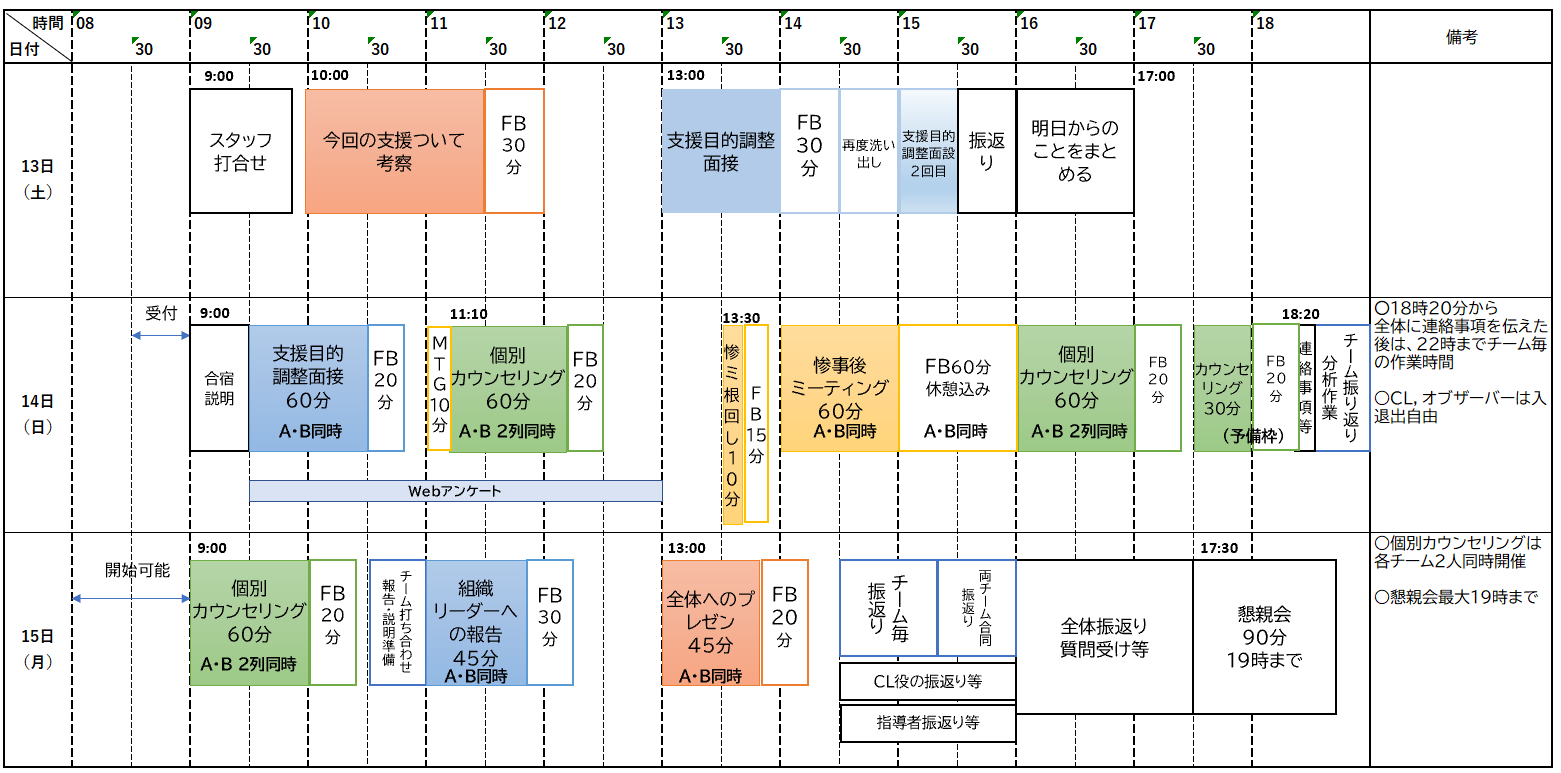 時間
日付
08
30
09
30
10
30
11
30
12
30
13
30
14
30
15
30
16
30
17
30
18
30
備考
13日
（土）
9:00
10:00
13:00
17:00
スタッフ
打合せ
今回の支援ついて
考察
FB
30
分
支援目的調整
面接
FB
30
分
再度洗い
出し
支援目的
調整面設
2回目
振返
り
明日からの
ことをまと
める
14日
（日）
受付
9:00
11:10
13:30
18:20
合宿
説明
支援目的
調整面接
60分
A・B同時
FB
20
分
MTG10分
個別
カウンセリング
60分
A・B 2列同時
FB
20
分
Webアンケート
惨ミ根回し10分
FB15分
惨事後
ミーティング
60分
A・B同時
FB60分
休憩込み
A・B同時
個別
カウンセリング
60分
A・B 2列同時
FB
20
分
カウンセ
リング
30分
（予備枠）
FB
20
分
連絡事項等
チーム振り返り
分析作業
〇18時20分から
全体に連絡事項を伝えた
後は、22時までチーム毎
の作業時間
〇CL，オブザーバーは入
退出自由
15日
（月）
開始可能
9:00
13:00
17:30
個別
カウンセリング
60分
A・B 2列同時
FB
20
分
チーム打ち合わせ
報告・説明準備
組織
リーダーへ
の報告
45分
A・B同時
FB
30
分
全体へのプ
レゼン
45分
A・B同時
FB
20
分
チーム毎
振返り
両チーム合同
振返り
CL役の振返り等
指導者振返り等
全体振返り
質問受け等
懇親会
90分
19時まで
〇個別カウンセリングは
各チーム2人同時開催
〇懇親会最大19時まで